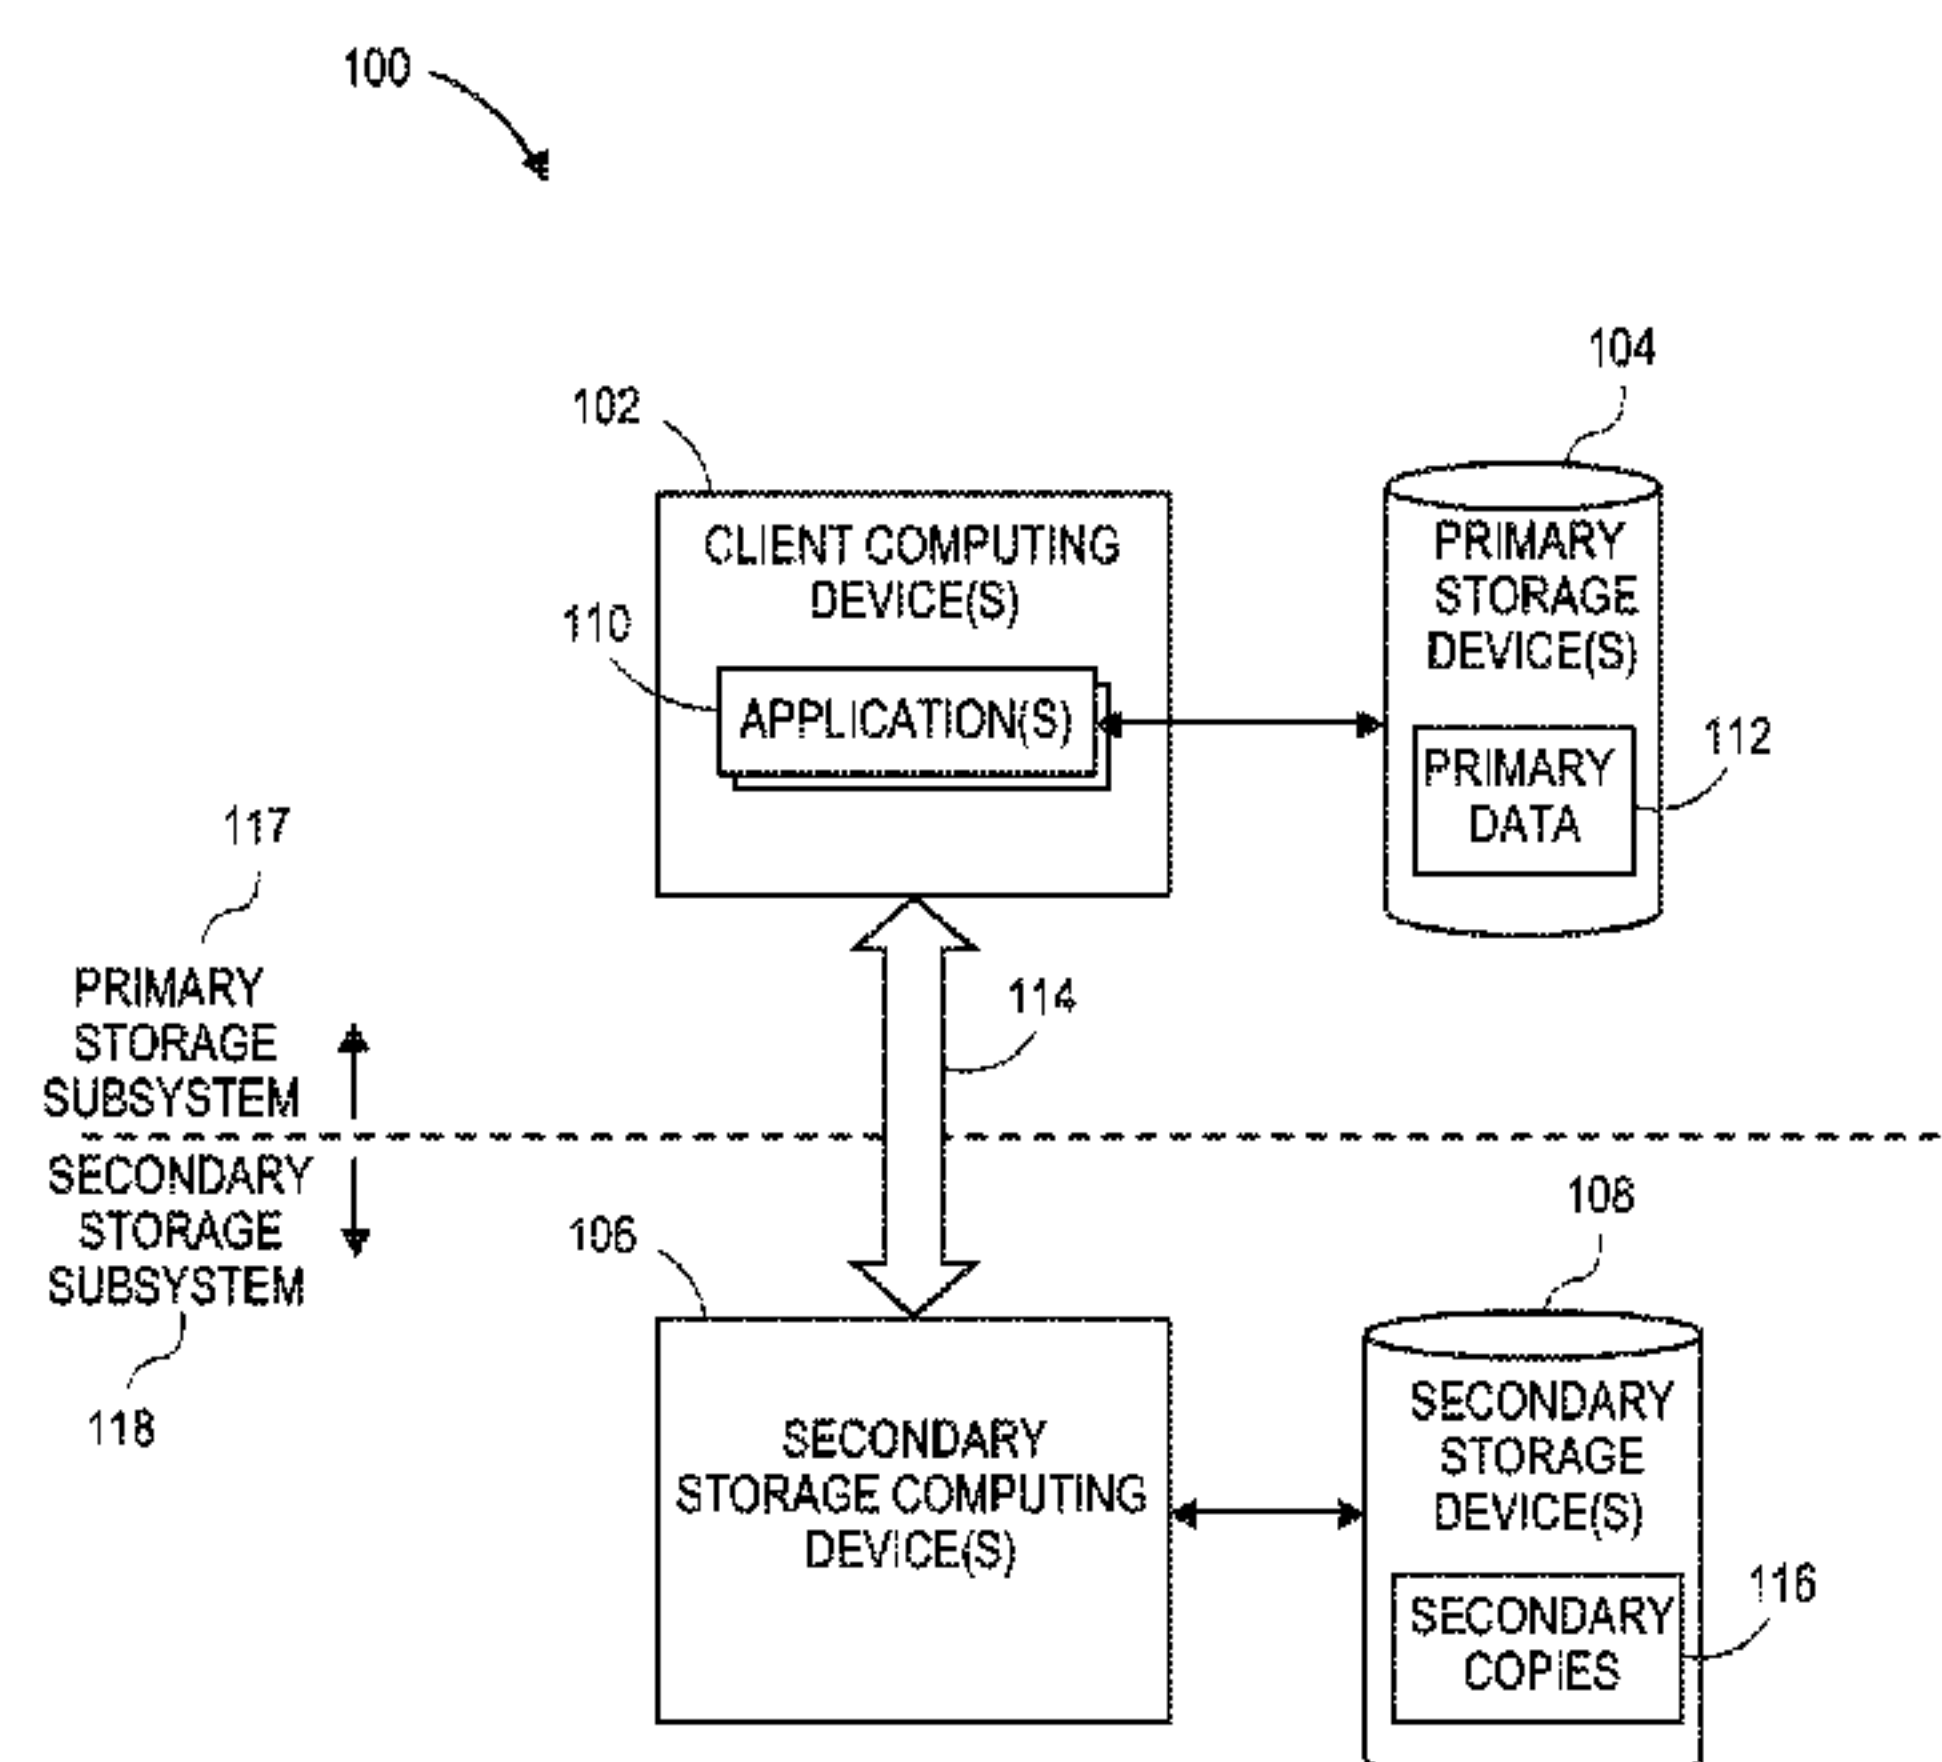 100
104
102
CLIENT COMPUTING
DEVICE(S)
110
APPLICATION(S)
PRIMARY
STORAGE
DEVICE(S)
PRIMARY
DATA
112
117
PRIMARY
STORAGE
SUBSYSTEM
114
SECONDARY
STORAGE
SUBSYSTEM
118
106
SECONDARY
STORAGE COMPUTING
DEVICE(S)
108
SECONDARY
STORAGE
DEVICE(S)
SECONDARY
COPIES
116